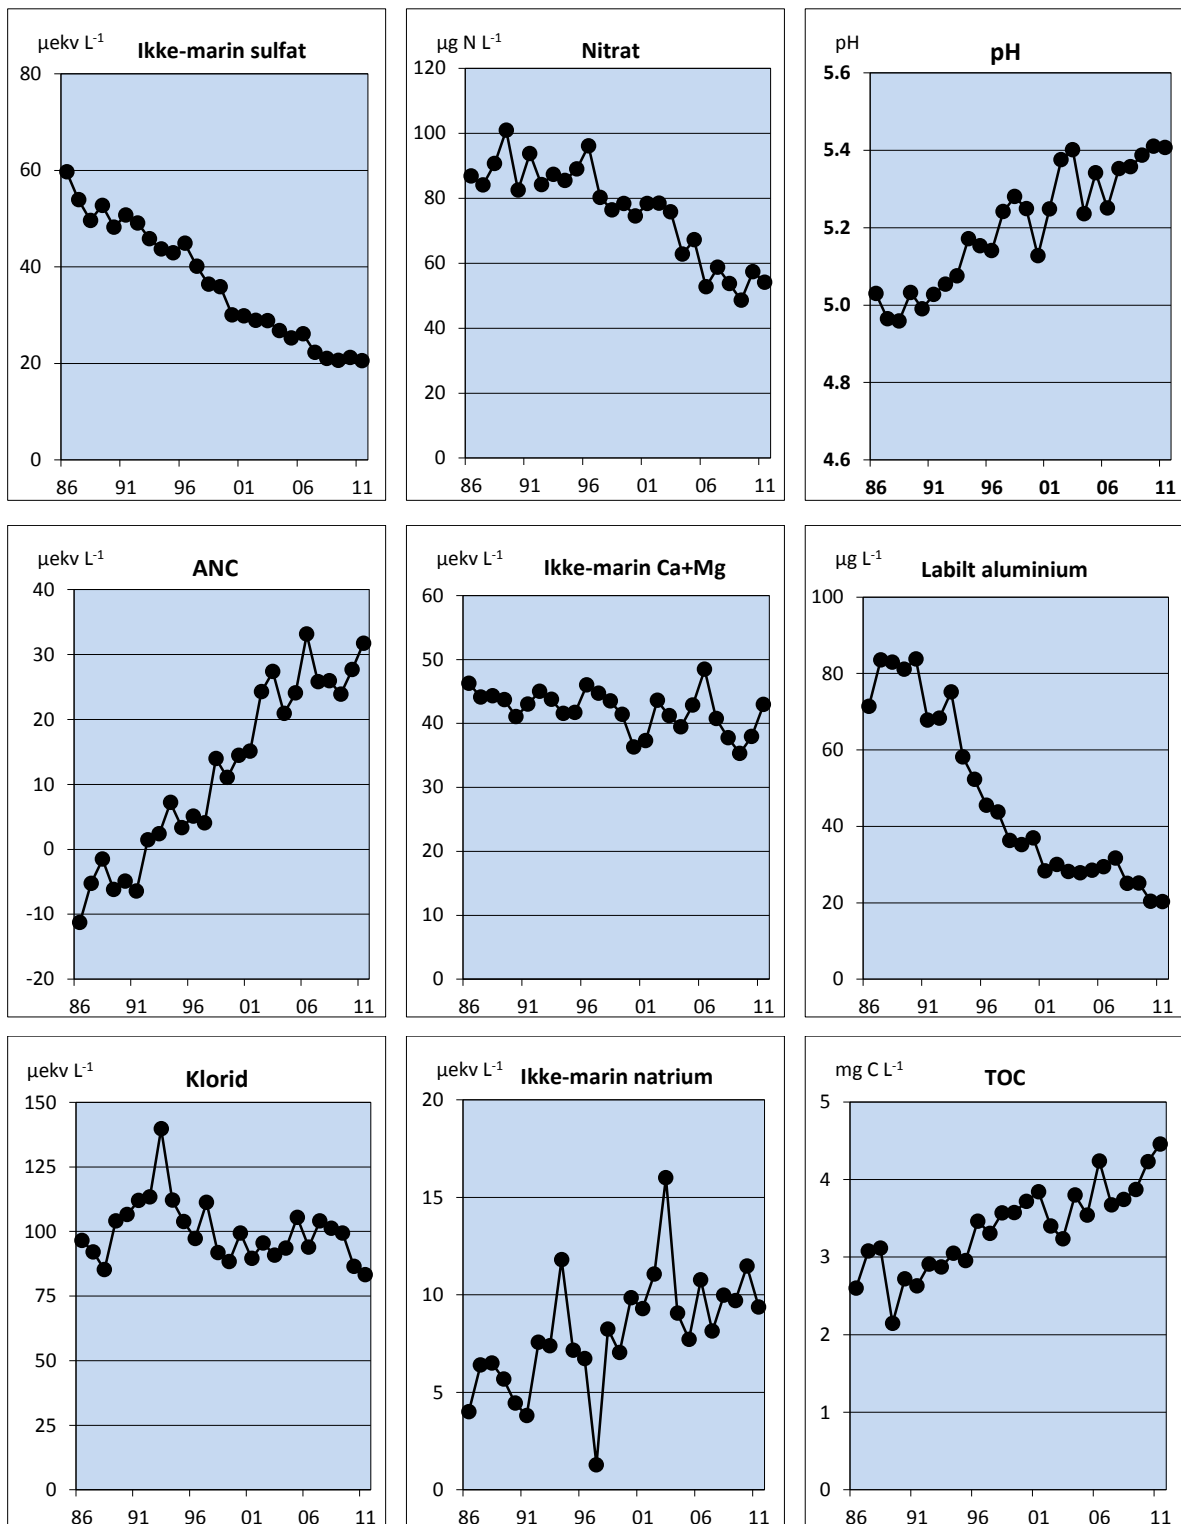 µekv L-1
Ikke-marin sulfat
80
60
40
20
0
86 91 96 01 06 11
µg N L-1
Nitrat
120
100
80
60
40
20
0
86 91 96 01 06 11
pH
pH
5.6
5.4
5.2
5.0
4.8
4.6
86 91 96 01 06 11
µekv L-1
ANC
40
30
20
10
0
-10
-20
86 91 96 01 06 11
µekv L-1
Ikke-marin Ca+Mg
60
50
40
30
20
10
0
86 91 96 01 06 11
µg L-1
Labilt aluminium
100
80
60
40
20
0
86 91 96 01 06 11
µekv L-1
Klorid
150
125
100
75
50
25
0
86 91 96 01 06 11
µekv L-1
Ikke-marin natrium
20
15
10
5
0
86 91 96 01 06 11
mg C L-1
TOC
5
4
3
2
1
0
86 91 96 01 06 11